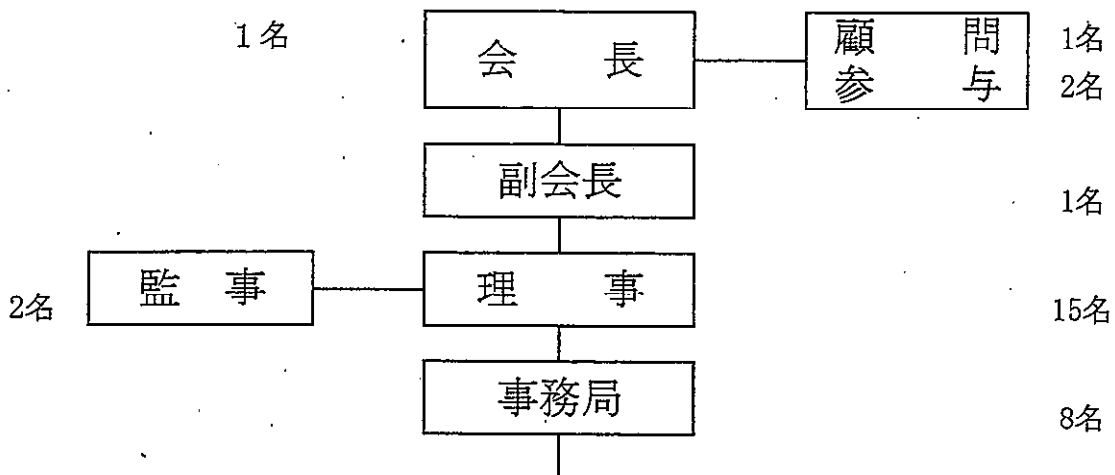 1名
会 長
顧 問 1名
参 与 2名
副会長 1名
2名 監 事
理 事 15名
事務局 8名